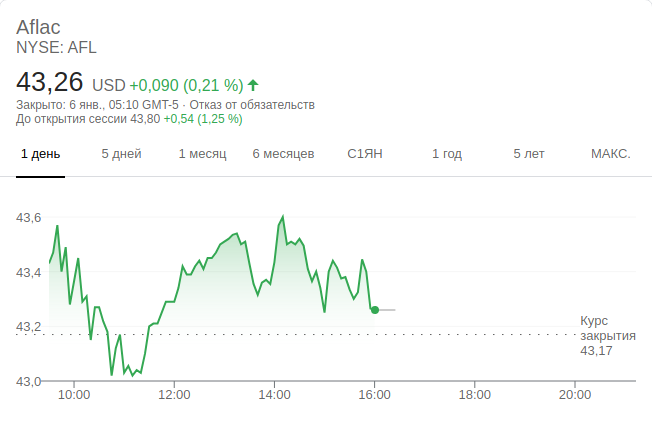 Aflac
NYSE: AFL
43,26 USD +0,090 (0,21 %)
Закрыто: 6 янв., 05:10 GMT-5 · Отказ от обязательств
До открытия сессии 43,80 +0,54 (1,25 %)
1 день 5 дней 1 месяц 6 месяцев С1ЯН 1 год 5 лет МАКС.
43,6
43,4
43,2
43,0
Курс
закрытия
43,17
10:00 12:00 14:00 16:00 18:00 20:00